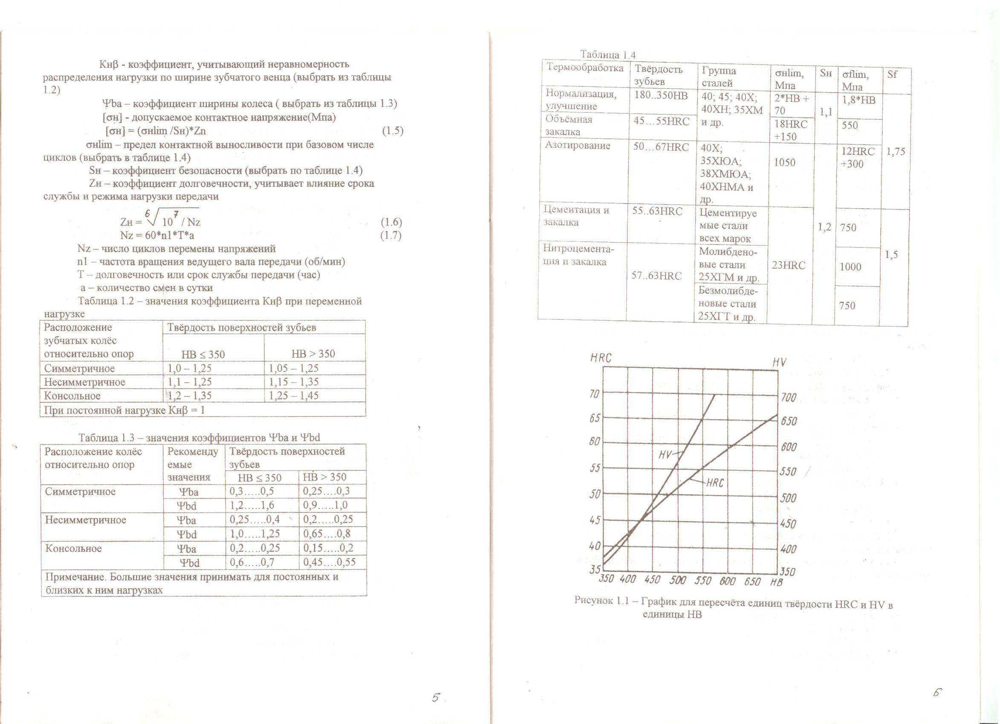 Кнβ - коэффициент, учитывающий неравномерность
распределения нагрузки по ширине зубчатого венца (выбрать из таблицы
1.2)
Ψba – коэффициент ширины колеса ( выбрать из таблицы 1.3)
[σн] - допускаемое контактное напряжение(Мпа)
[σн] = (σнlim /Sн)*Zn (1.5)
σнlim – предел контактной выносливости при базовом числе
циклов (выбрать в таблице 1.4)
Sн – коэффициент безопасности (выбрать по таблице 1.4)
Zн – коэффициент долговечности, учитывает влияние срока
службы и режима нагрузки передачи
Zн = ⁶√10⁷ / Nz (1.6)
Nz = 60*n1*T*a (1.7)
Nz – число циклов перемены напряжений
n1 – частота вращения ведущего вала передачи (об/мин)
T – долговечность или срок службы передачи (час)
a – количество смен в сутки
Таблица 1.2 – значения коэффициента Кнβ при переменной
нагрузке
Расположение Твёрдость поверхностей зубьев
зубчатых колёс
относительно опор HB ≤ 350 HB > 350
Симметричное 1,0 – 1,25 1,05 – 1,25
Несимметричное 1,1 – 1,25 1,15 – 1,35
Консольное 1,2 – 1,35 1,25 – 1,45
При постоянной нагрузке Кнβ = 1
Таблица 1.3 – значения коэффициентов Ψba и Ψbd
Расположение колёс Рекоменду Твёрдость поверхностей
относительно опор емые зубьев
значения HB ≤ 350 HB > 350
Симметричное Ψba 0,3.....0,5 0,25....0,3
Ψbd 1,2.....1,6 0,9.....1,0
Несимметричное Ψba 0,25.....0,4 0,2.....0,25
Ψbd 1,0.....1,25 0,65....0,8
Консольное Ψba 0,2.....0,25 0,15.....0,2
Ψbd 0,6.....0,7 0,45....0,55
Примечание. Большие значения принимать для постоянных и
близких к ним нагрузках
5
Таблица 1.4
Термообработка Твёрдость Группа σнlim, Sн σflim, Sf
зубьев сталей Мпа Мпа
Нормализация, 180..350HB 40; 45; 40X; 2*HB + 1,1 1,8*HB
улучшение 40XH; 35XM 70
Объёмная 45...55HRC и др. 18HRC 550
закалка +150
Азотирование 50...67HRC 40X; 1050 12HRC 1,75
35ХЮА; +300
38ХМЮА;
40ХНМА и
др.
Цементация и 55..63HRC Цементируе
закалка мые стали 1,2 750
всех марок
Нитроцемента- Молибдено-
ция и закалка вые стали 23HRC 1000 1,5
57..63HRC 25ХГМ и др.
Безмолибде-
новые стали 750
25ХГТ и др.
HRC HV
70 700
65 650
60 600
HV
55 550
HRC
50 500
45 450
40 400
35 350
350 400 450 500 550 600 650 HB
Рисунок 1.1 – График для пересчёта единиц твёрдости HRC и HV в
единицы HB
6